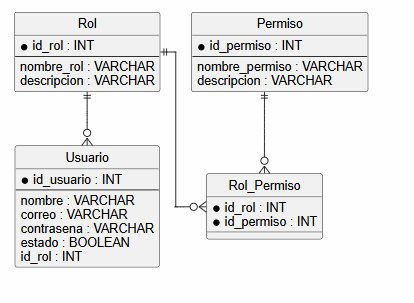 Rol
id_rol : INT
nombre_rol : VARCHAR
descripcion : VARCHAR
Permiso
id_permiso : INT
nombre_permiso : VARCHAR
descripcion : VARCHAR
Usuario
id_usuario : INT
nombre : VARCHAR
correo : VARCHAR
contrasena : VARCHAR
estado : BOOLEAN
id_rol : INT
Rol_Permiso
id_rol : INT
id_permiso : INT